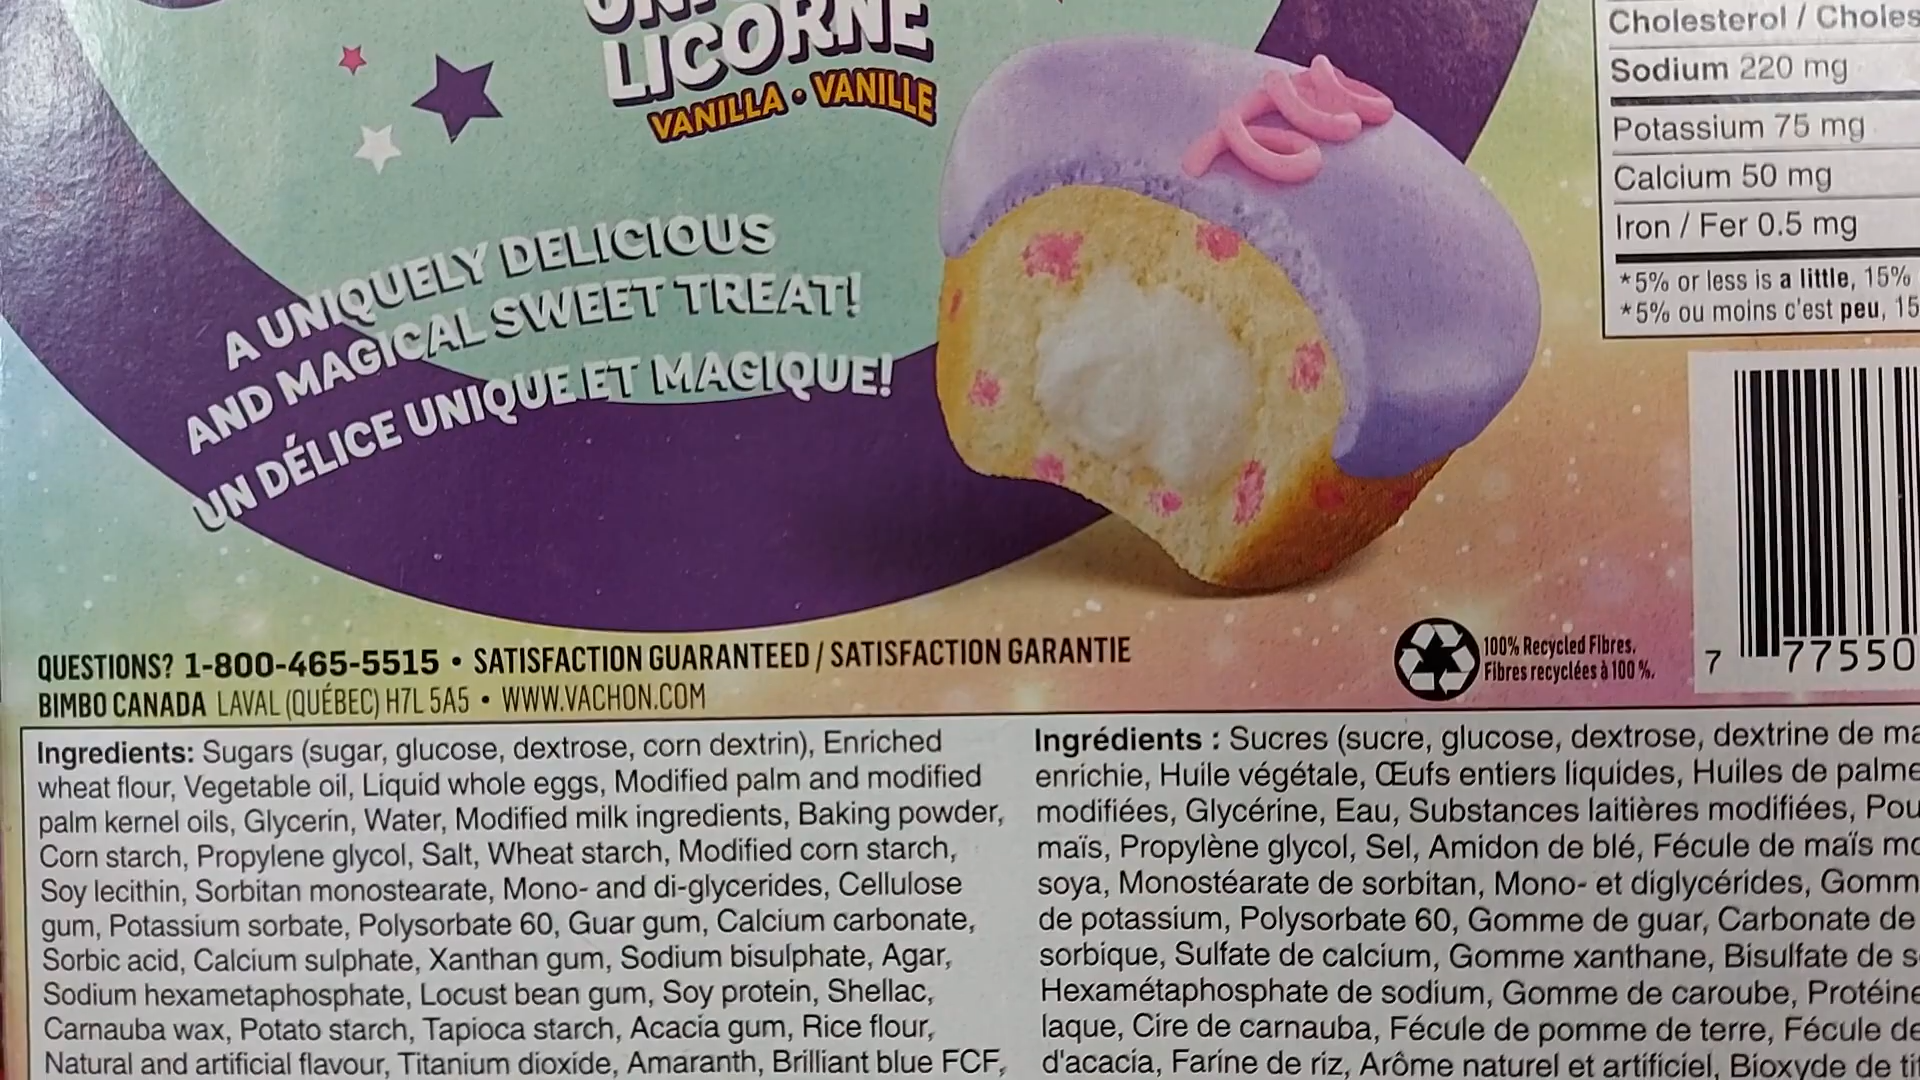 LICORNE
VANILLA • VANILLE
A UNIQUELY DELICIOUS
AND MAGICAL SWEET TREAT!
UN DÉLICE UNIQUE ET MAGIQUE!
Cholesterol / Choles
Sodium 220 mg
Potassium 75 mg
Calcium 50 mg
Iron / Fer 0.5 mg
*5% or less is a little, 15%
*5% ou moins c'est peu, 15
100% Recycled Fibres.
Fibres recyclées à 100 %.
7 77550
QUESTIONS? 1-800-465-5515 • SATISFACTION GUARANTEED / SATISFACTION GARANTIE
BIMBO CANADA LAVAL (QUÉBEC) H7L 5A5 • WWW.VACHON.COM
Ingredients: Sugars (sugar, glucose, dextrose, corn dextrin), Enriched
wheat flour, Vegetable oil, Liquid whole eggs, Modified palm and modified
palm kernel oils, Glycerin, Water, Modified milk ingredients, Baking powder,
Corn starch, Propylene glycol, Salt, Wheat starch, Modified corn starch,
Soy lecithin, Sorbitan monostearate, Mono- and di-glycerides, Cellulose
gum, Potassium sorbate, Polysorbate 60, Guar gum, Calcium carbonate,
Sorbic acid, Calcium sulphate, Xanthan gum, Sodium bisulphate, Agar,
Sodium hexametaphosphate, Locust bean gum, Soy protein, Shellac,
Carnauba wax, Potato starch, Tapioca starch, Acacia gum, Rice flour,
Natural and artificial flavour, Titanium dioxide, Amaranth, Brilliant blue FCF,
Ingrédients : Sucres (sucre, glucose, dextrose, dextrine de ma
enrichie, Huile végétale, Œufs entiers liquides, Huiles de palme
modifiées, Glycérine, Eau, Substances laitières modifiées, Pou
maïs, Propylène glycol, Sel, Amidon de blé, Fécule de maïs mo
soya, Monostéarate de sorbitan, Mono- et diglycérides, Gomm
de potassium, Polysorbate 60, Gomme de guar, Carbonate de
sorbique, Sulfate de calcium, Gomme xanthane, Bisulfate de s
Hexamétaphosphate de sodium, Gomme de caroube, Protéine
laque, Cire de carnauba, Fécule de pomme de terre, Fécule de
d'acacia, Farine de riz, Arôme naturel et artificiel, Bioxyde de tit